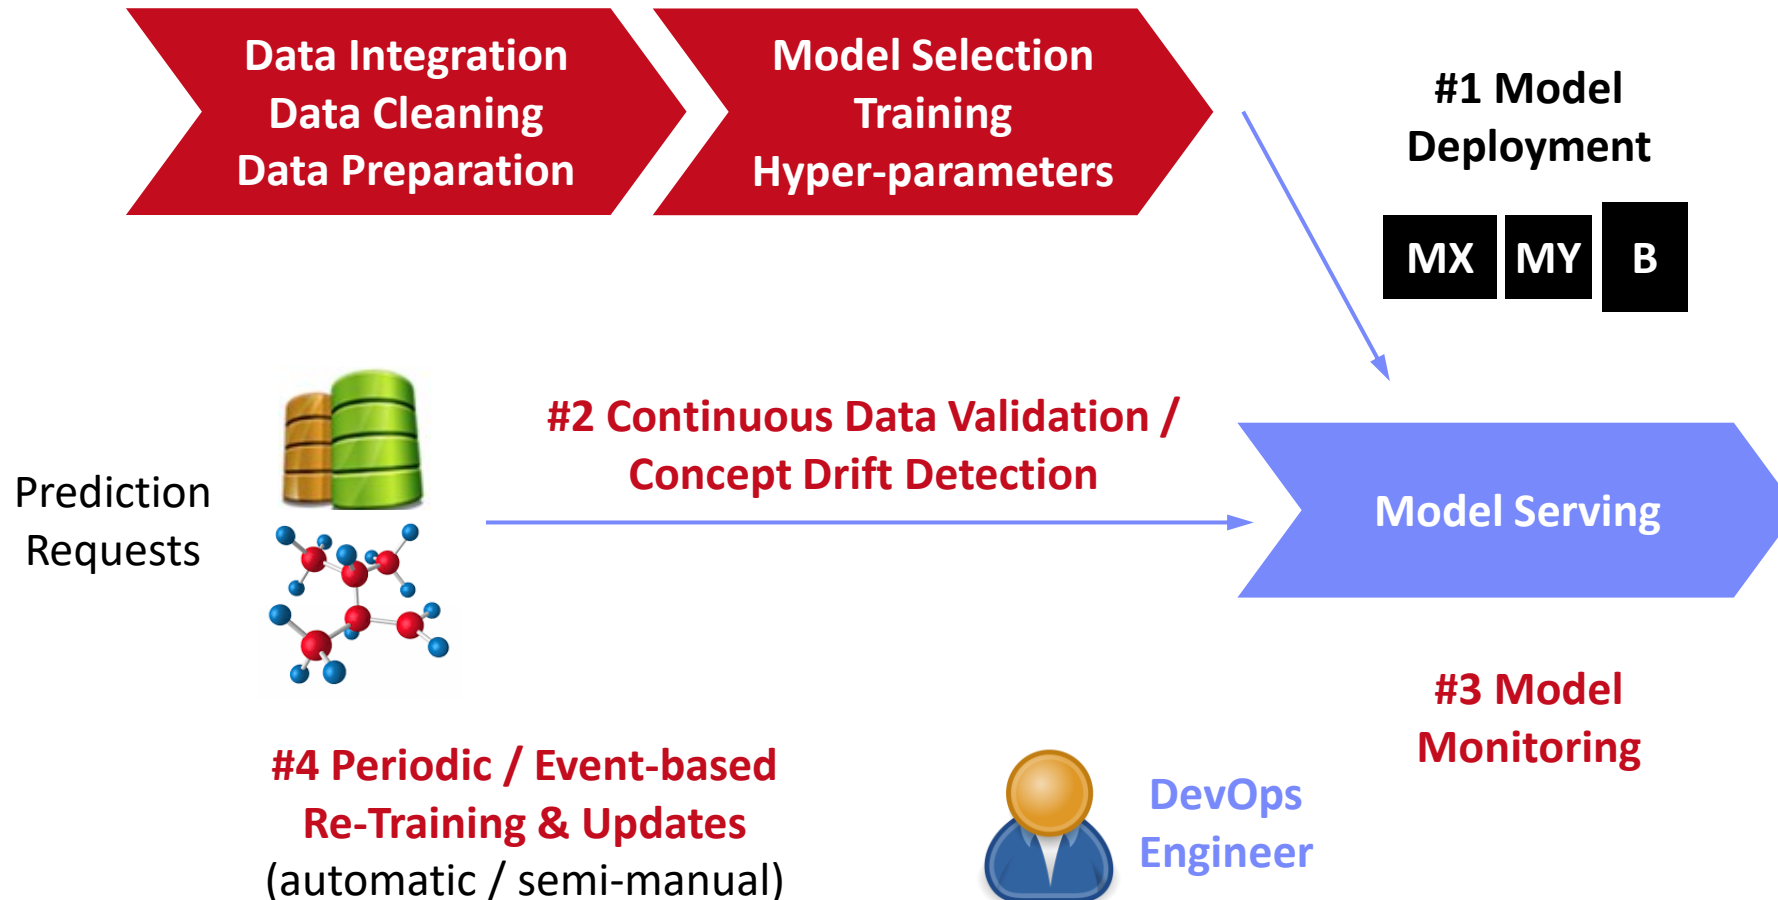 Data Integration
Data Cleaning
Data Preparation
Model Selection
Training
Hyper-parameters
#1 Model
Deployment
MX MY B
#2 Continuous Data Validation /
Concept Drift Detection
Prediction
Requests
Model Serving
#3 Model
Monitoring
#4 Periodic / Event-based
Re-Training & Updates
(automatic / semi-manual)
DevOps
Engineer